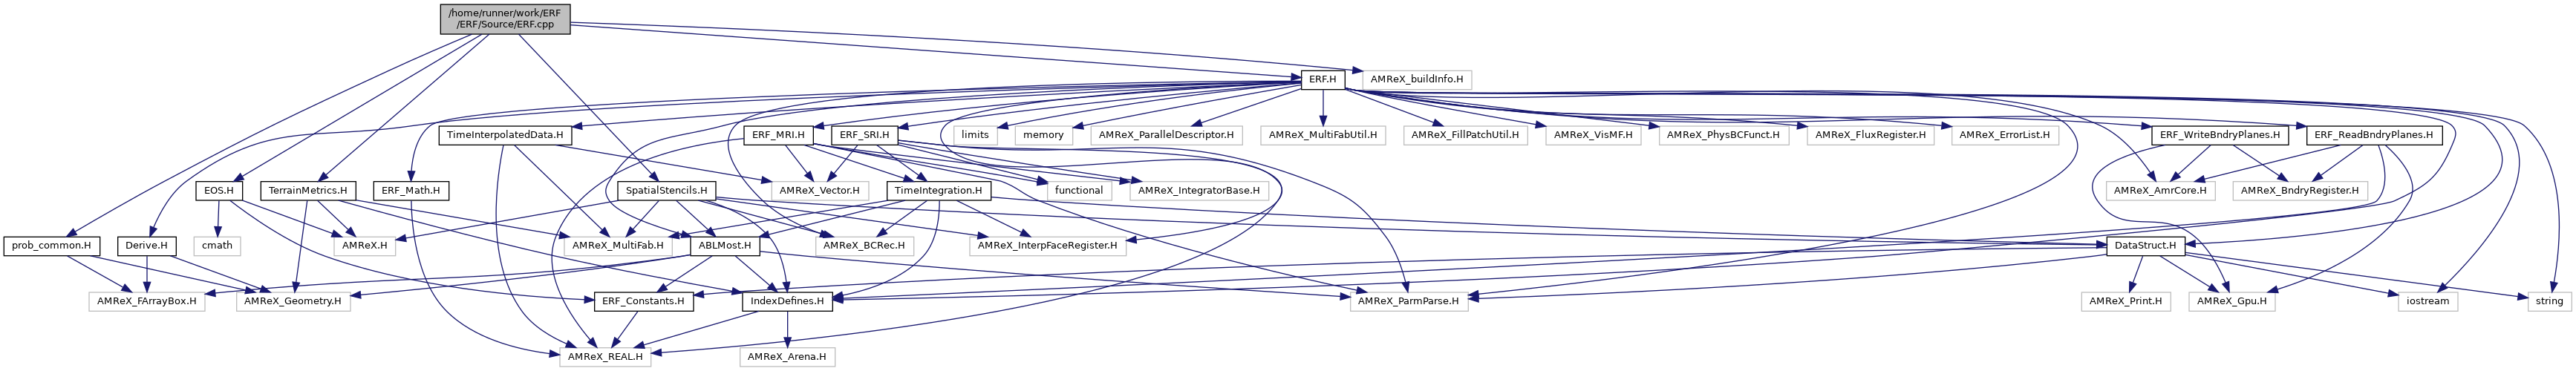 /home/runner/work/ERF
/ERF/Source/ERF.cpp
ERF.H
AMReX_buildInfo.H
TimeInterpolatedData.H
ERF_MRI.H
ERF_SRI.H
limits
memory
AMReX_ParallelDescriptor.H
AMReX_MultiFabUtil.H
AMReX_FillPatchUtil.H
AMReX_VisMF.H
AMReX_PhysBCFunct.H
AMReX_FluxRegister.H
AMReX_ErrorList.H
ERF_WriteBndryPlanes.H
ERF_ReadBndryPlanes.H
EOS.H
TerrainMetrics.H
ERF_Math.H
SpatialStencils.H
AMReX_Vector.H
TimeIntegration.H
functional
AMReX_IntegratorBase.H
AMReX_AmrCore.H
AMReX_BndryRegister.H
prob_common.H
Derive.H
cmath
AMReX.H
AMReX_MultiFab.H
ABLMost.H
AMReX_BCRec.H
AMReX_InterpFaceRegister.H
DataStruct.H
AMReX_FArrayBox.H
AMReX_Geometry.H
ERF_Constants.H
IndexDefines.H
AMReX_ParmParse.H
AMReX_Print.H
AMReX_Gpu.H
iostream
string
AMReX_REAL.H
AMReX_Arena.H